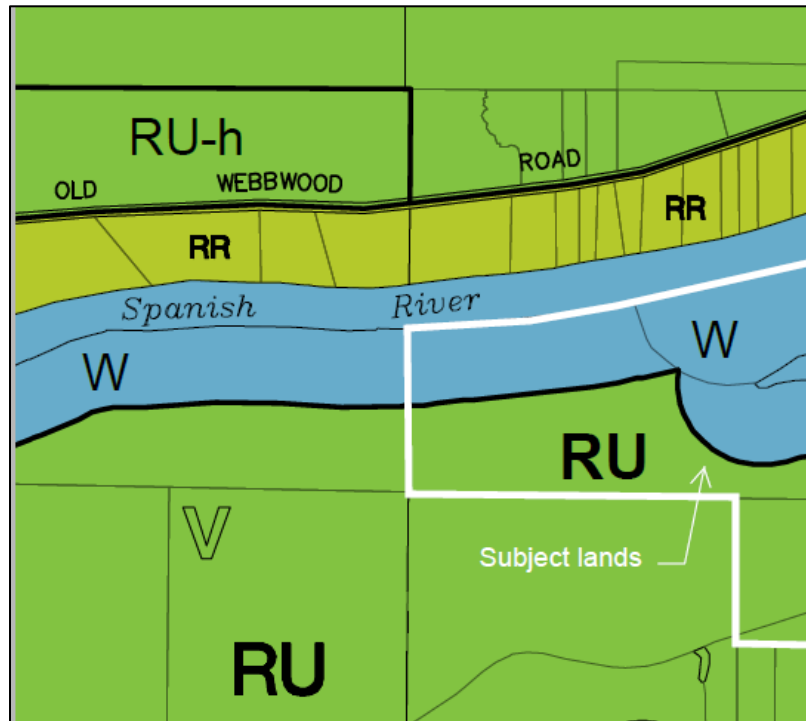 RU-h
OLD WEBBWOOD ROAD
RR RR
Spanish River
W W
RU
V
Subject lands
RU